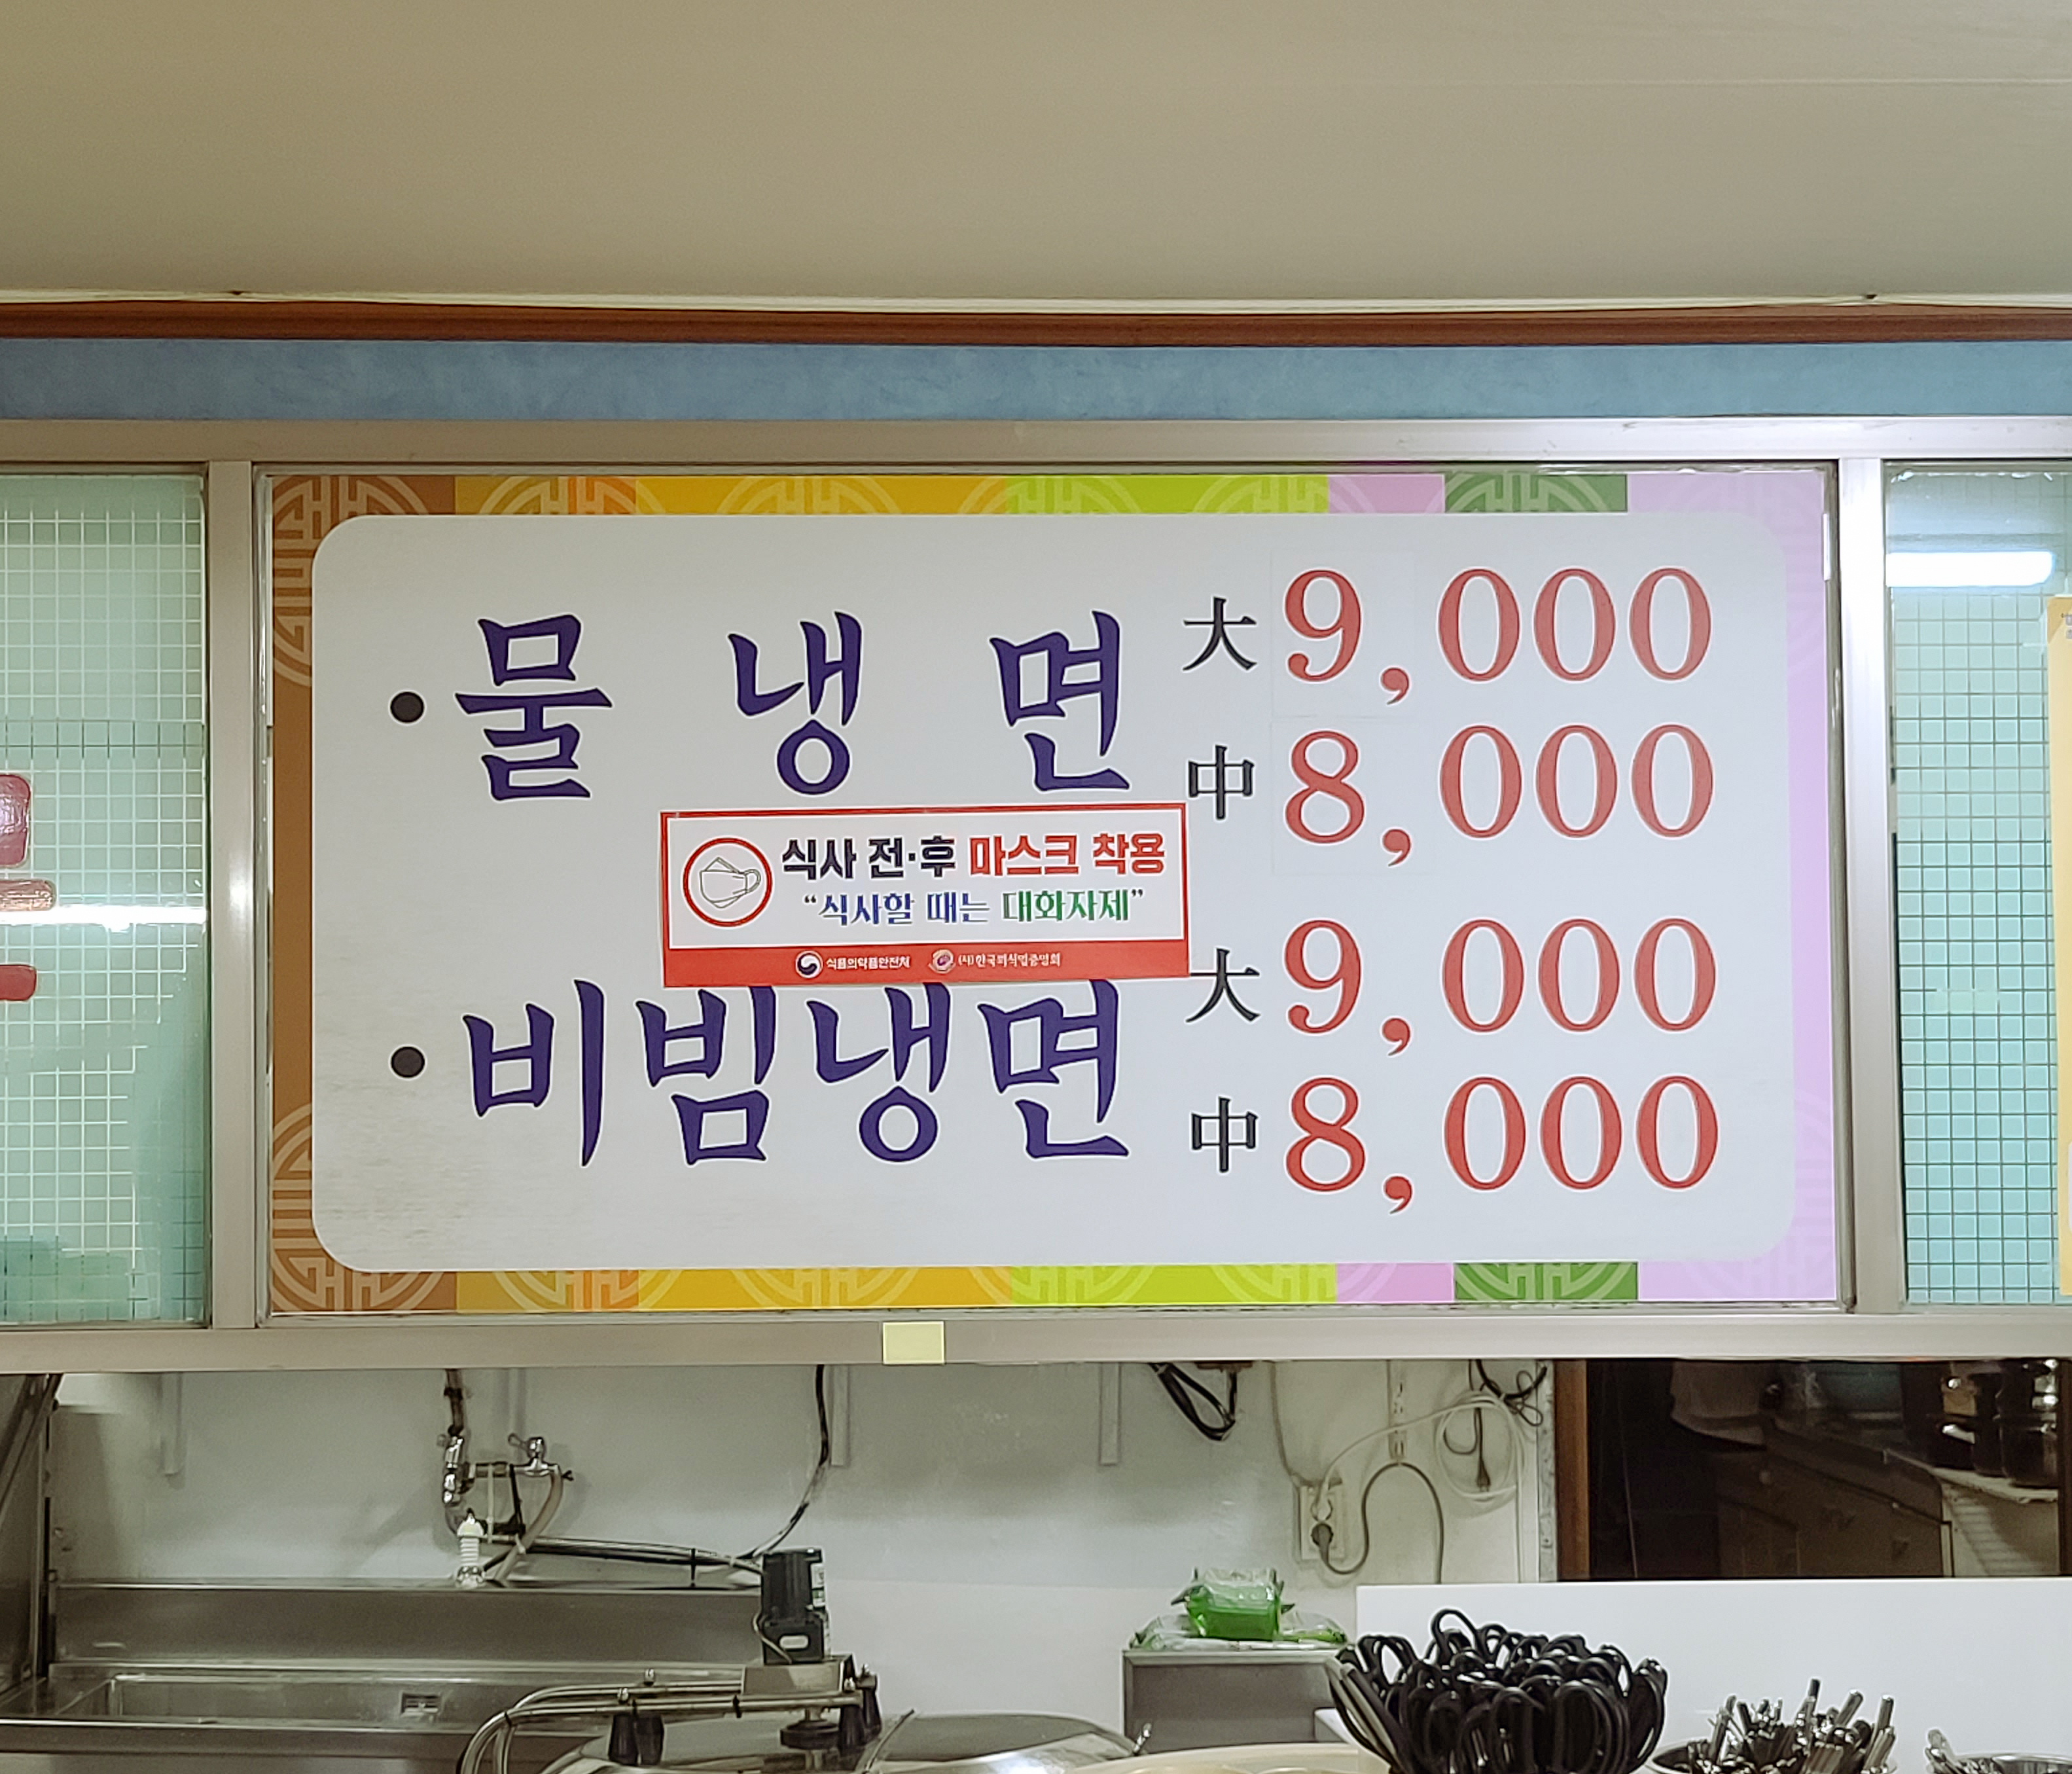 ·물 냉 면 大 9,000
中 8,000
식사 전·후 마스크 착용
“식사할 때는 대화자제”
식품의약품안전처 (사)한국외식업중앙회
·비빔냉면 大 9,000
中 8,000